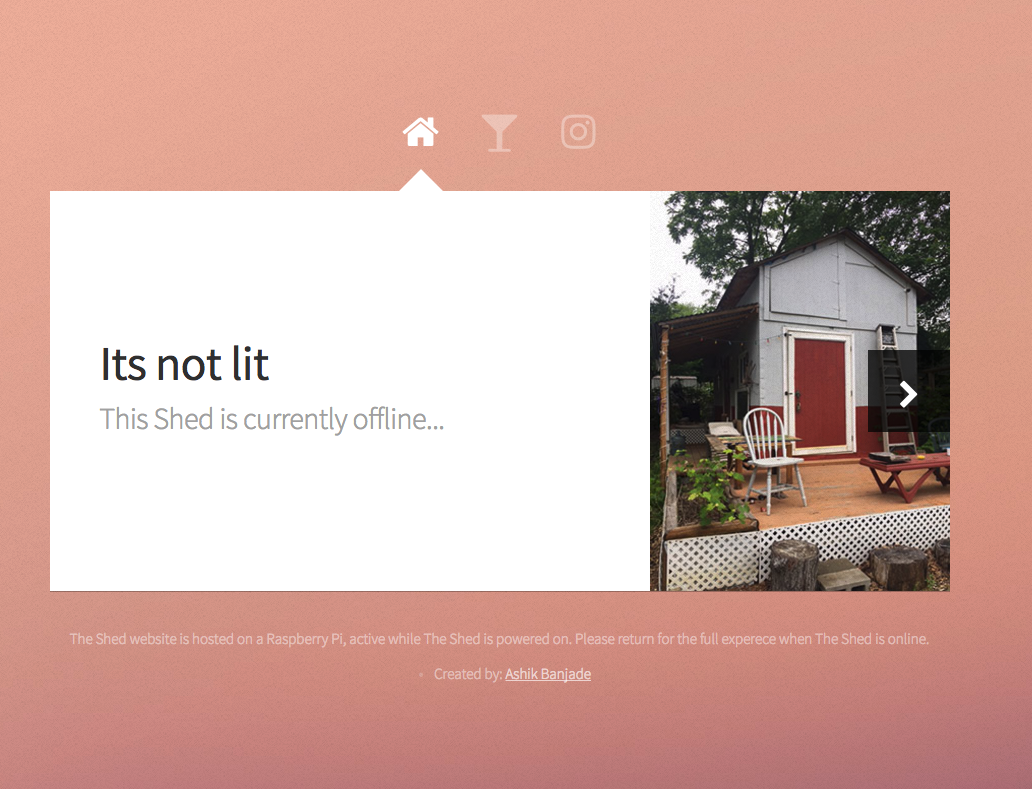 Its not lit
This Shed is currently offline...
The Shed website is hosted on a Raspberry Pi, active while The Shed is powered on. Please return for the full experece when The Shed is online.
• Created by: Ashik Banjade